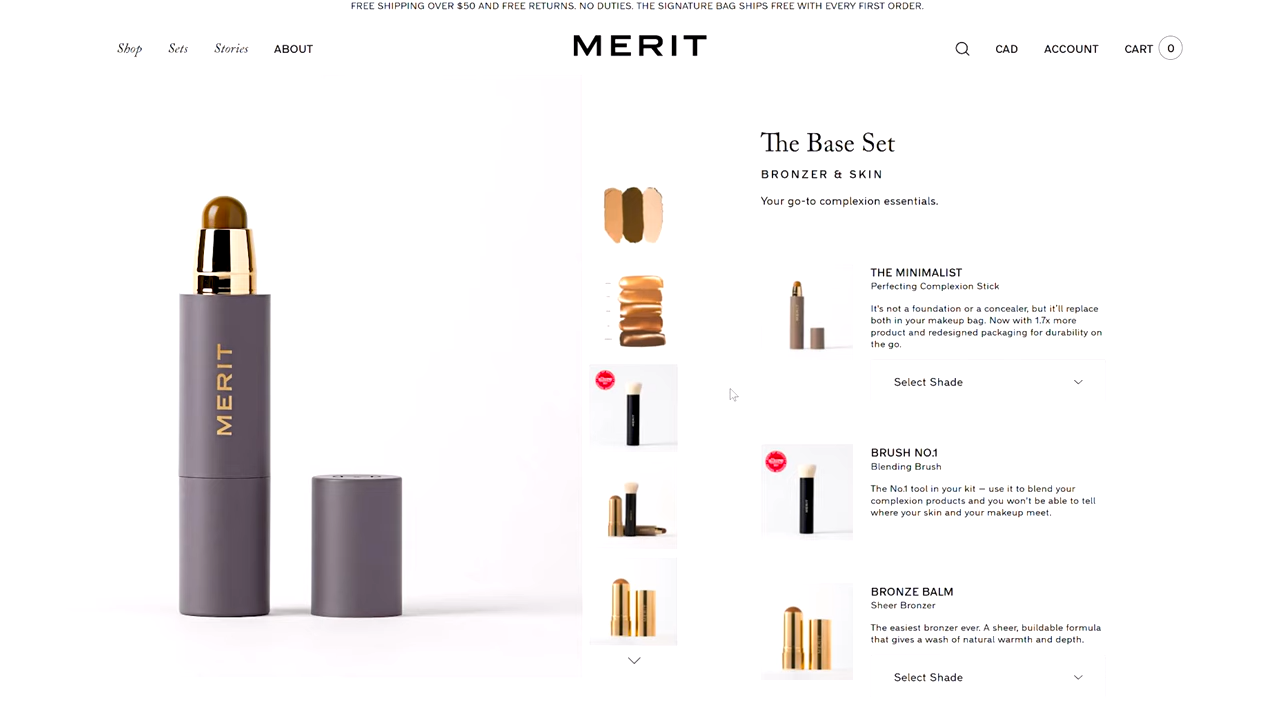 FREE SHIPPING OVER $50 AND FREE RETURNS. NO DUTIES. THE SIGNATURE BAG SHIPS FREE WITH EVERY FIRST ORDER.
Shop Sets Stories ABOUT
MERIT
CAD ACCOUNT CART 0
MERIT
The Base Set
BRONZER & SKIN
Your go-to complexion essentials.
THE MINIMALIST
Perfecting Complexion Stick
It's not a foundation or a concealer, but it'll replace
both in your makeup bag. Now with 1.7x more
product and redesigned packaging for durability on
the go.
Select Shade
BRUSH NO.1
Blending Brush
The No.1 tool in your kit — use it to blend your
complexion products and you won't be able to tell
where your skin and your makeup meet.
BRONZE BALM
Sheer Bronzer
The easiest bronzer ever. A sheer, buildable formula
that gives a wash of natural warmth and depth.
Select Shade